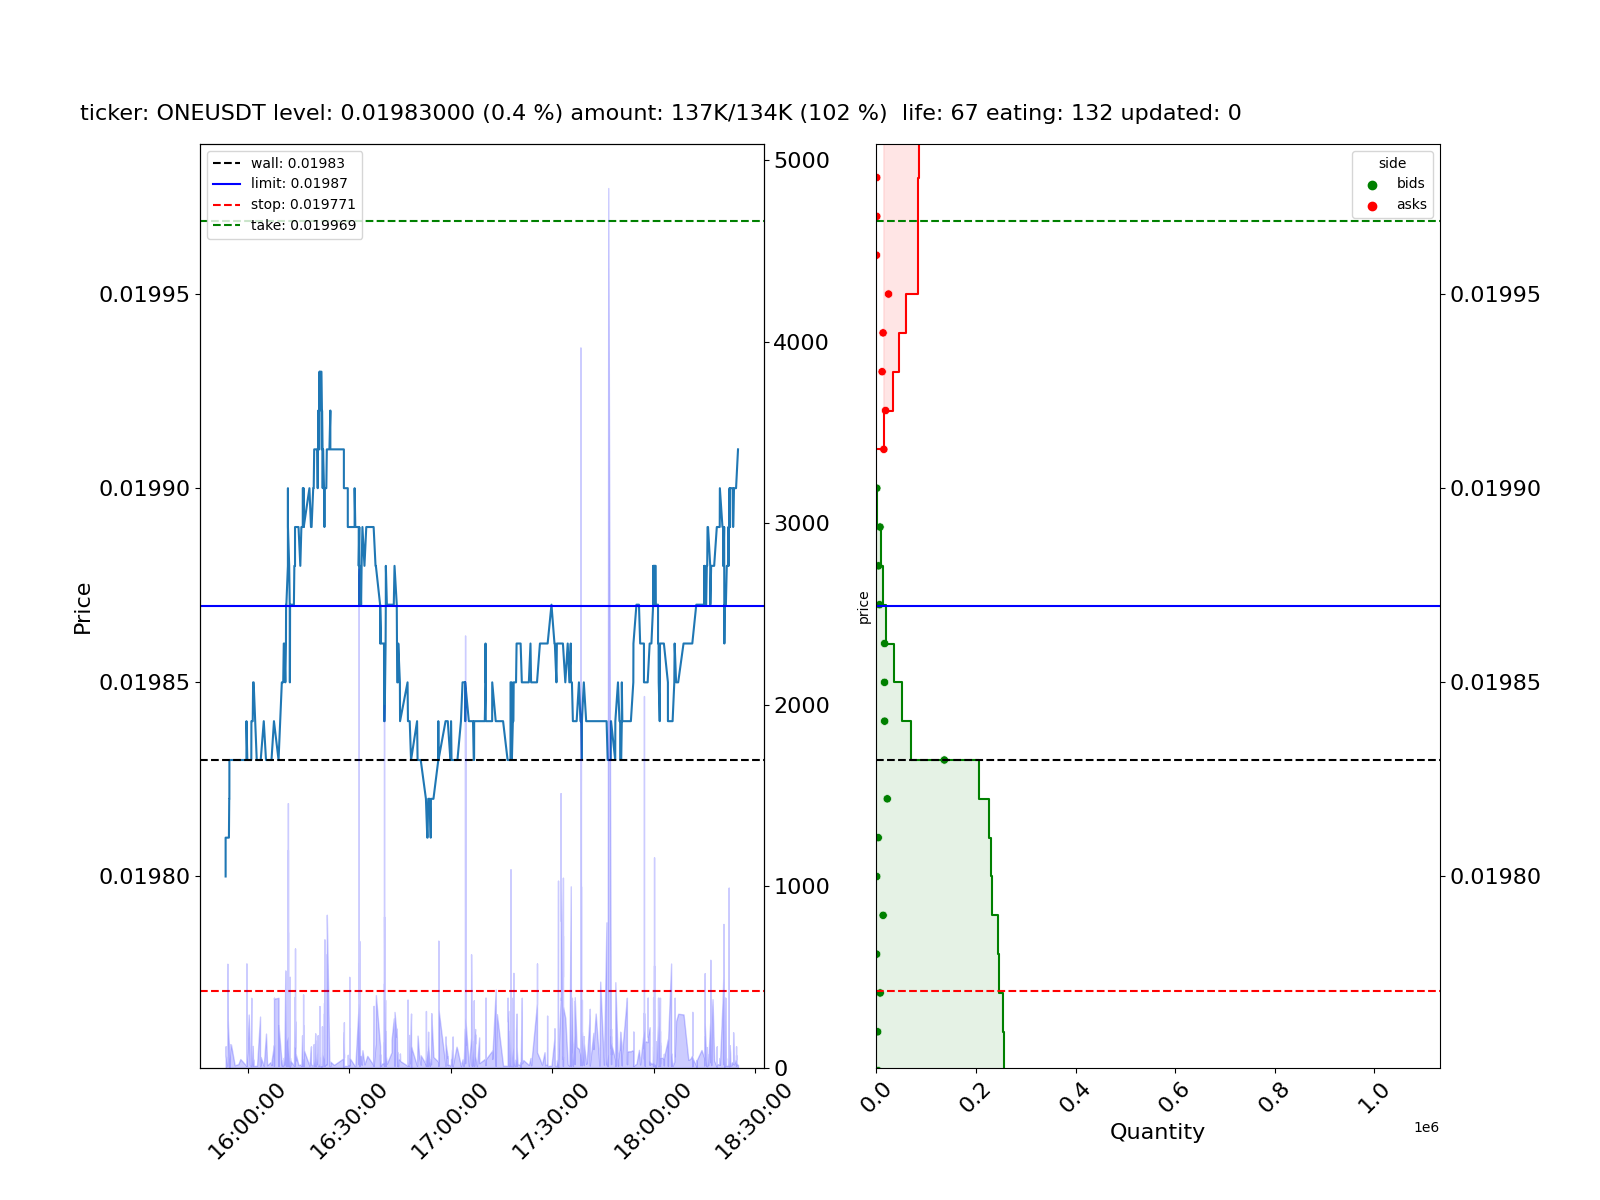 ticker: ONEUSDT level: 0.01983000 (0.4 %) amount: 137K/134K (102 %)  life: 67 eating: 132 updated: 0
wall: 0.01983
limit: 0.01987
stop: 0.019771
take: 0.019969
Price
0.01995
0.01990
0.01985
0.01980
5000
4000
3000
2000
1000
0
16:00:00
16:30:00
17:00:00
17:30:00
18:00:00
18:30:00
side
bids
asks
price
0.01995
0.01990
0.01985
0.01980
0.0
0.2
0.4
0.6
0.8
1.0
1e6
Quantity